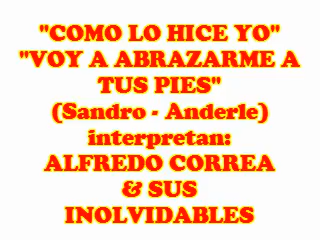 "COMO LO HICE YO"
"VOY A ABRAZARME A
TUS PIES"
(Sandro - Anderle)
interpretan:
ALFREDO CORREA
& SUS
INOLVIDABLES